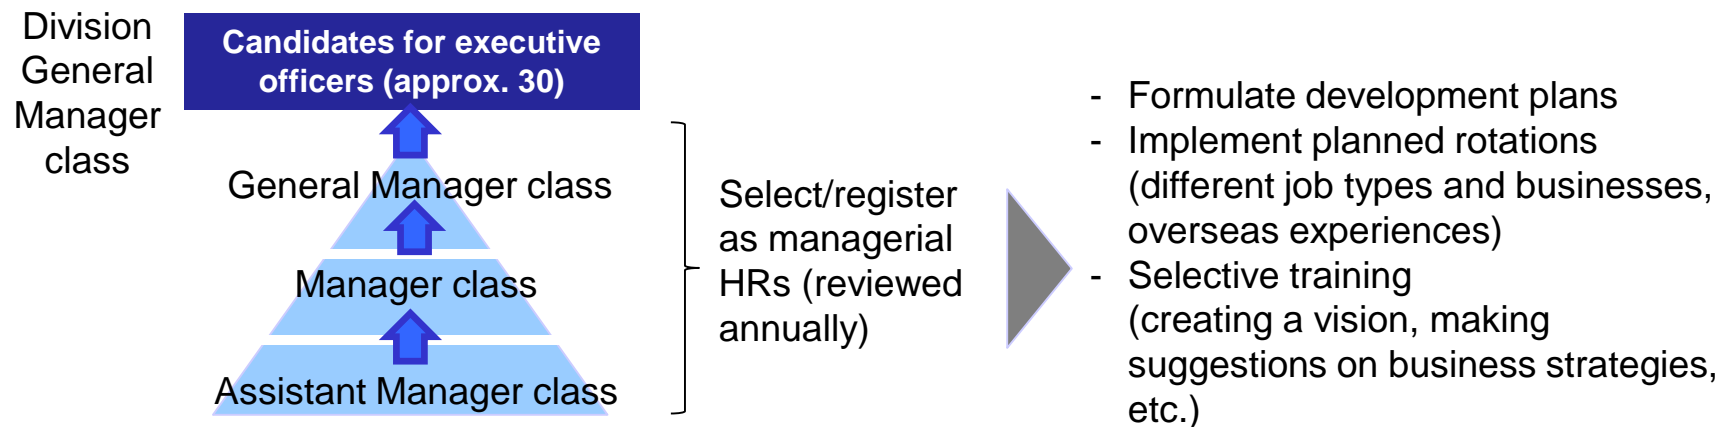 Division
General
Manager
class
Candidates for executive
officers (approx. 30)
General Manager class
Manager class
Assistant Manager class
Select/register
as managerial
HRs (reviewed
annually)
- Formulate development plans
- Implement planned rotations
(different job types and businesses,
overseas experiences)
- Selective training
(creating a vision, making
suggestions on business strategies,
etc.)